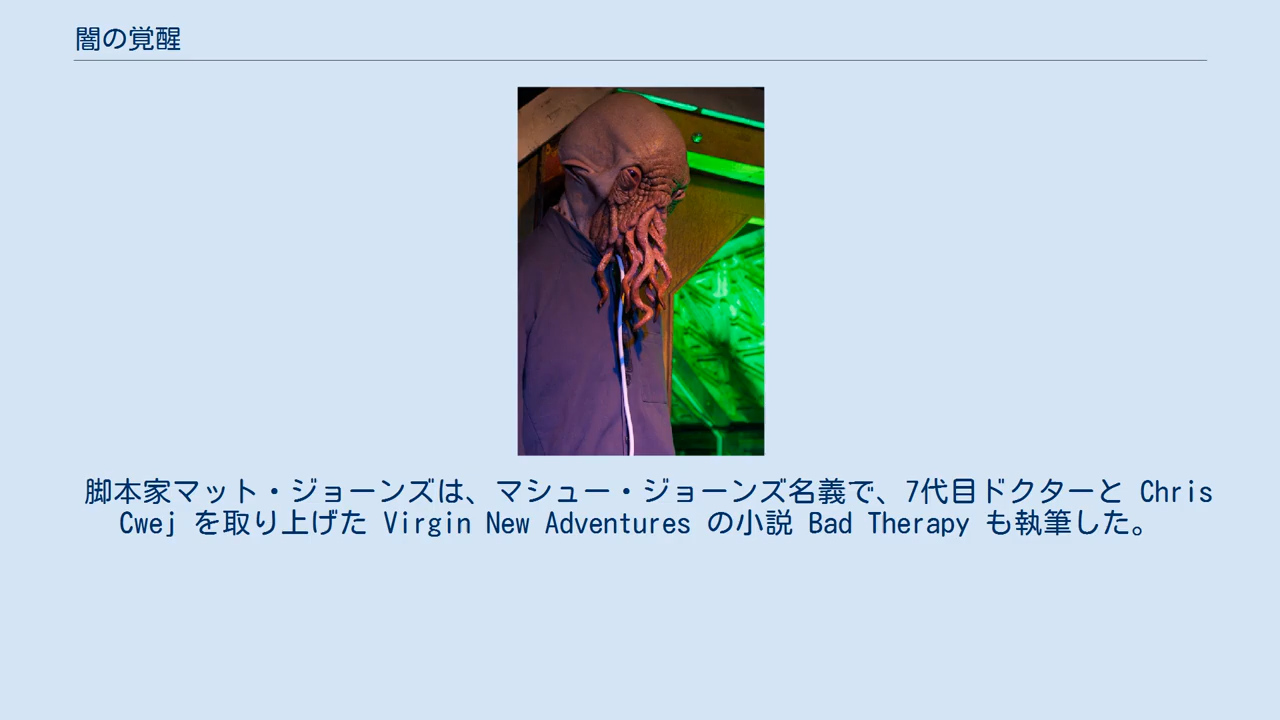 闇の覚醒
脚本家マット・ジョーンズは、マシュー・ジョーンズ名義で、7代目ドクターと Chris
Cwej を取り上げた Virgin New Adventures の小説 Bad Therapy も執筆した。